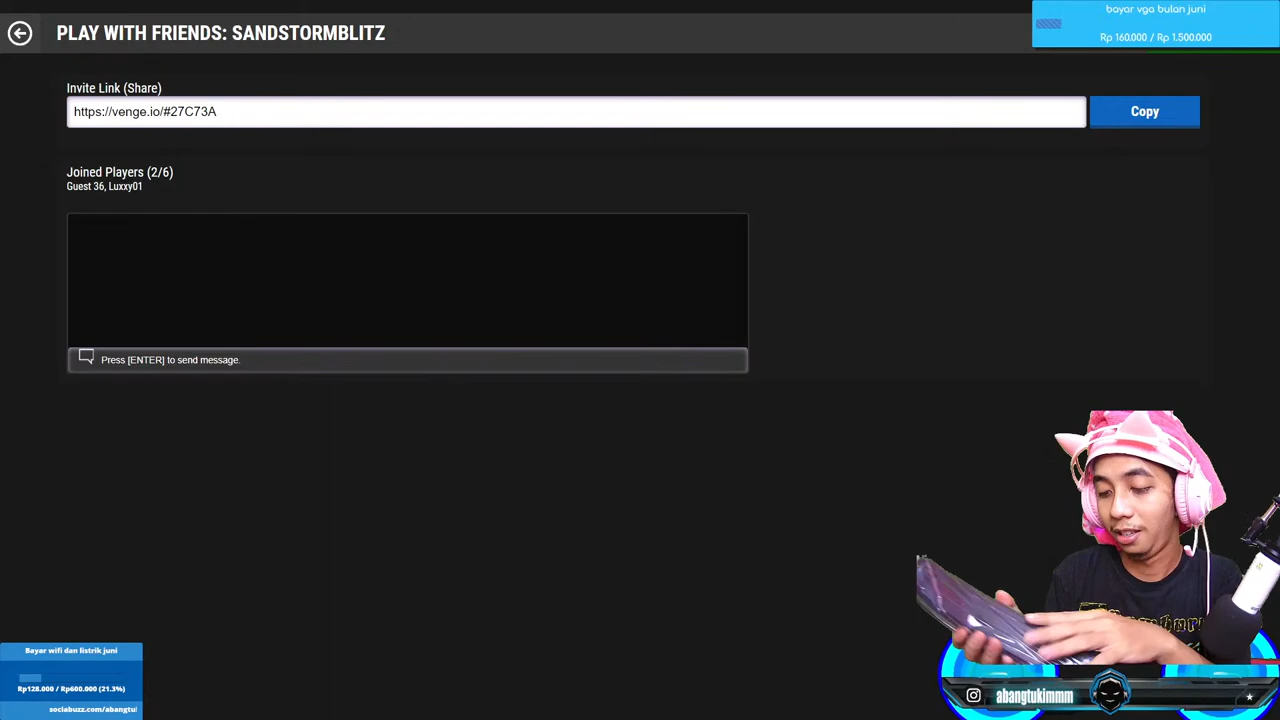 PLAY WITH FRIENDS: SANDSTORMBLITZ
bayar vga bulan juni
Rp 160.000 / Rp 1.500.000
Invite Link (Share)
https://venge.io/#27C73A
Copy
Joined Players (2/6)
Guest 36, Luxxy01
Press [ENTER] to send message.
Bayar wifi dan listrik juni
Rp128.000 / Rp600.000 (21.3%)
sociabuzz.com/abangtu
abangtukimmm